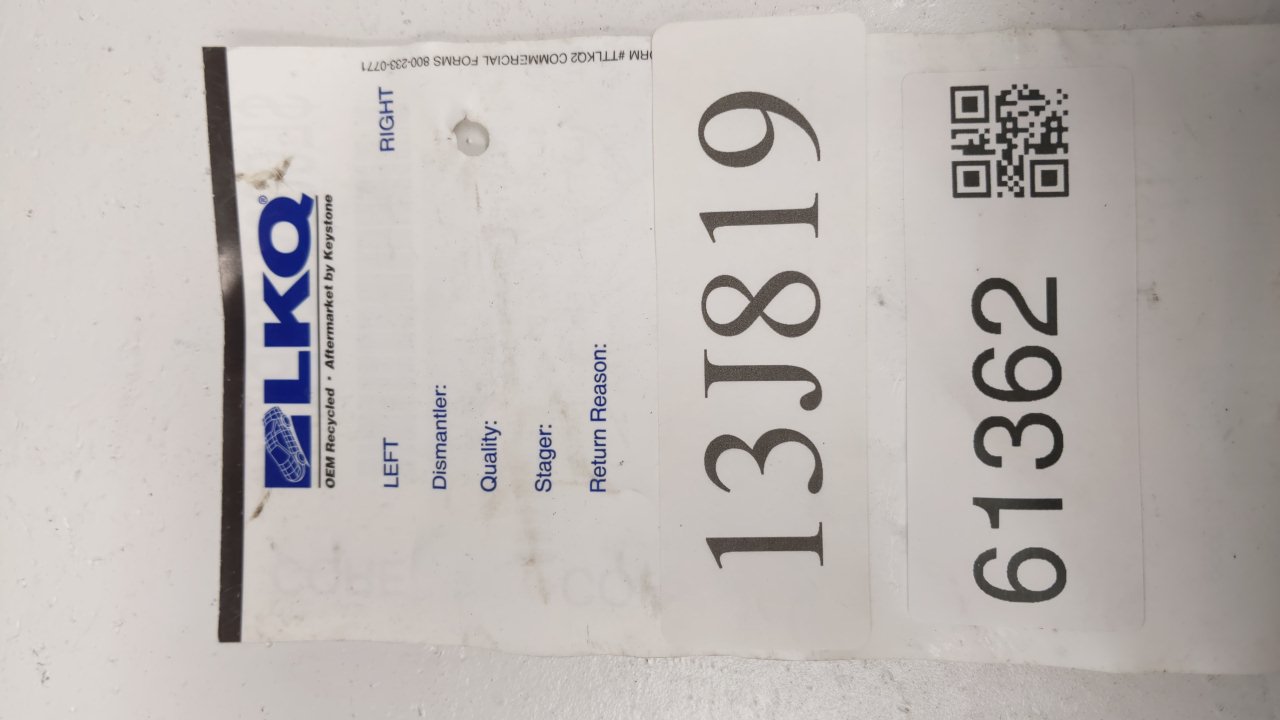 LKQ®
OEM Recycled • Aftermarket by Keystone
LEFT RIGHT
Dismantler:
Quality:
Stager:
Return Reason:
#TTLKQ2 COMMERCIAL FORMS 800-233-0771
13J819
61362